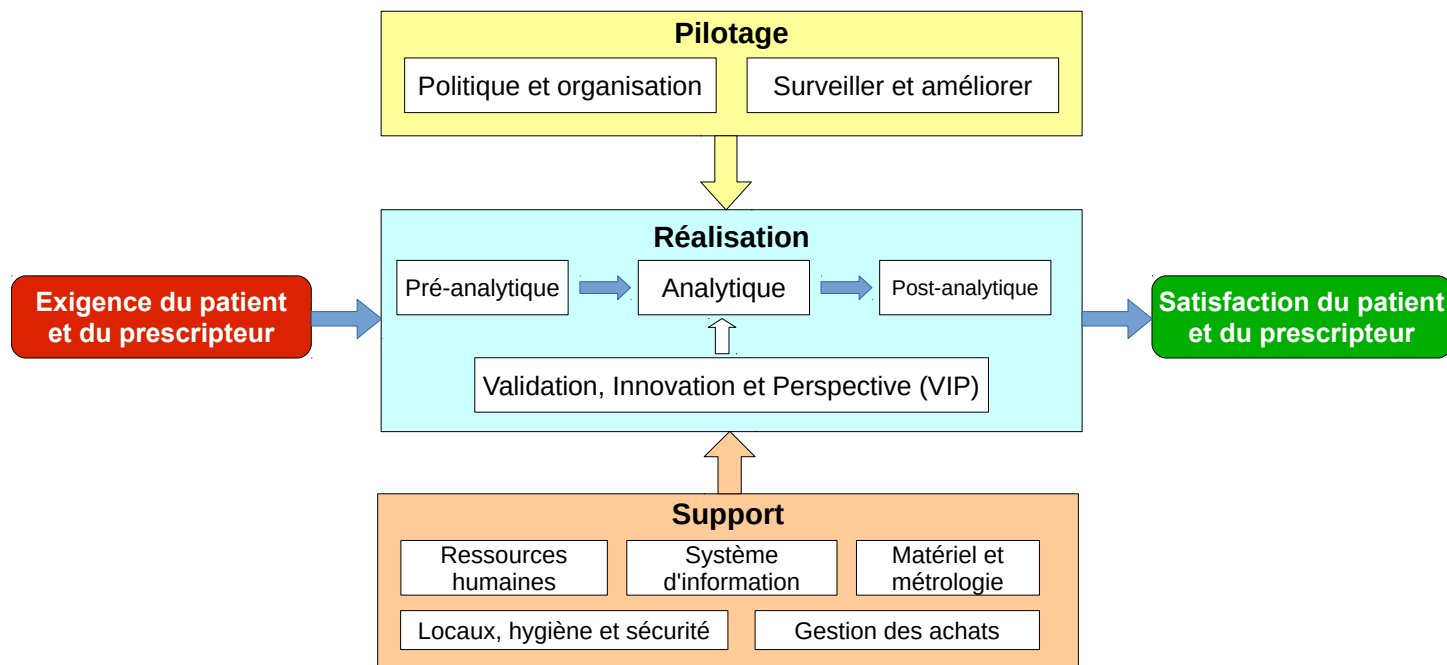 Pilotage
Politique et organisation
Surveiller et améliorer
Réalisation
Pré-analytique
Analytique
Post-analytique
Validation, Innovation et Perspective (VIP)
Exigence du patient
et du prescripteur
Satisfaction du patient
et du prescripteur
Support
Ressources
humaines
Système
d'information
Matériel et
métrologie
Locaux, hygiène et sécurité
Gestion des achats